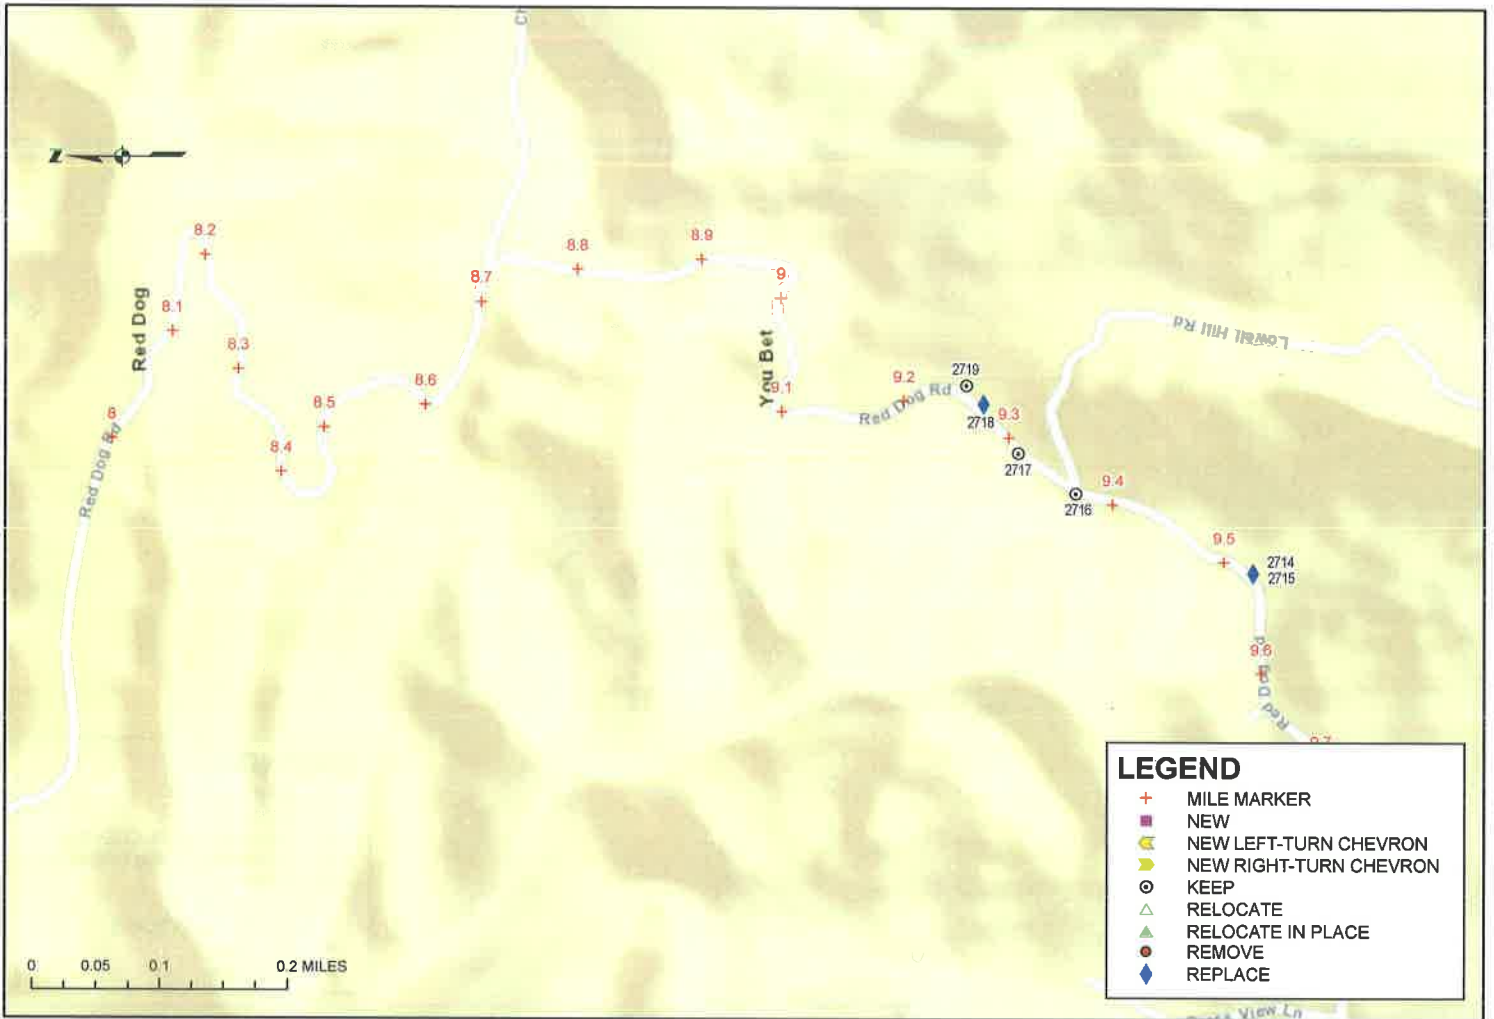 Z
8.2
8.8
8.9
9
8.7
8.1
Red Dog
8.3
8.6
8.5
8
8.4
Red Dog Rd
You Bet
9.1
9.2
Red Dog Rd
2719
2718
9.3
2717
2716
9.4
Lowell Hill Rd
9.5
2714
2715
9.6
Red Dog Rd
9.7
LEGEND
MILE MARKER
NEW
NEW LEFT-TURN CHEVRON
NEW RIGHT-TURN CHEVRON
KEEP
RELOCATE
RELOCATE IN PLACE
REMOVE
REPLACE
0 0.05 0.1 0.2 MILES
View Ln